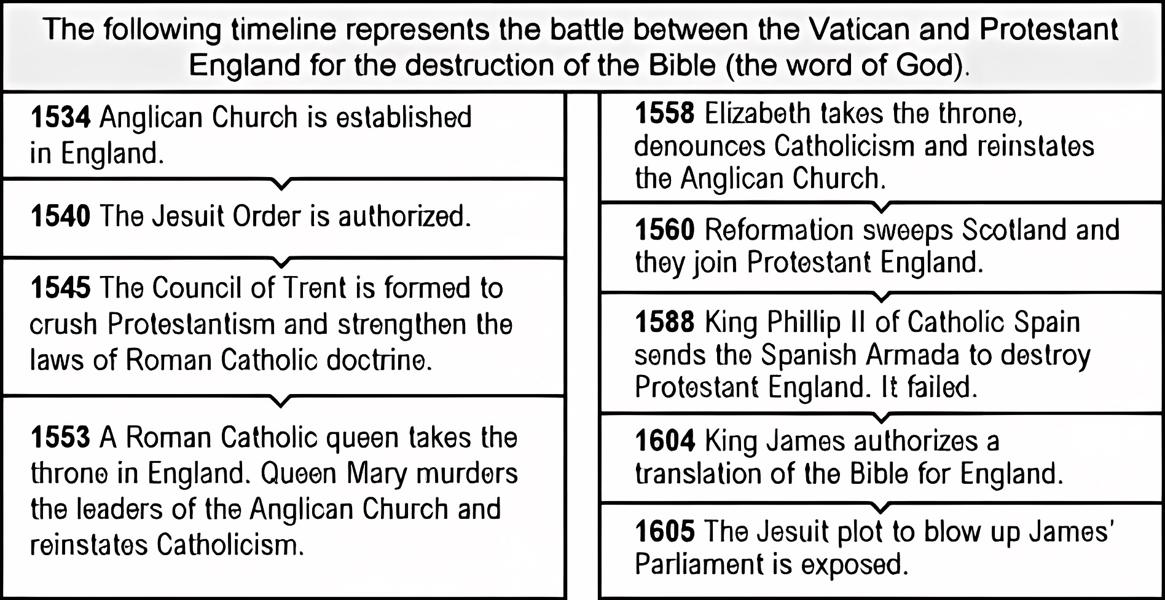 The following timeline represents the battle between the Vatican and Protestant
England for the destruction of the Bible (the word of God).
1534 Anglican Church is established
in England.
1540 The Jesuit Order is authorized.
1545 The Council of Trent is formed to
crush Protestantism and strengthen the
laws of Roman Catholic doctrine.
1553 A Roman Catholic queen takes the
throne in England. Queen Mary murders
the leaders of the Anglican Church and
reinstates Catholicism.
1558 Elizabeth takes the throne,
denounces Catholicism and reinstates
the Anglican Church.
1560 Reformation sweeps Scotland and
they join Protestant England.
1588 King Phillip II of Catholic Spain
sends the Spanish Armada to destroy
Protestant England. It failed.
1604 King James authorizes a
translation of the Bible for England.
1605 The Jesuit plot to blow up James'
Parliament is exposed.